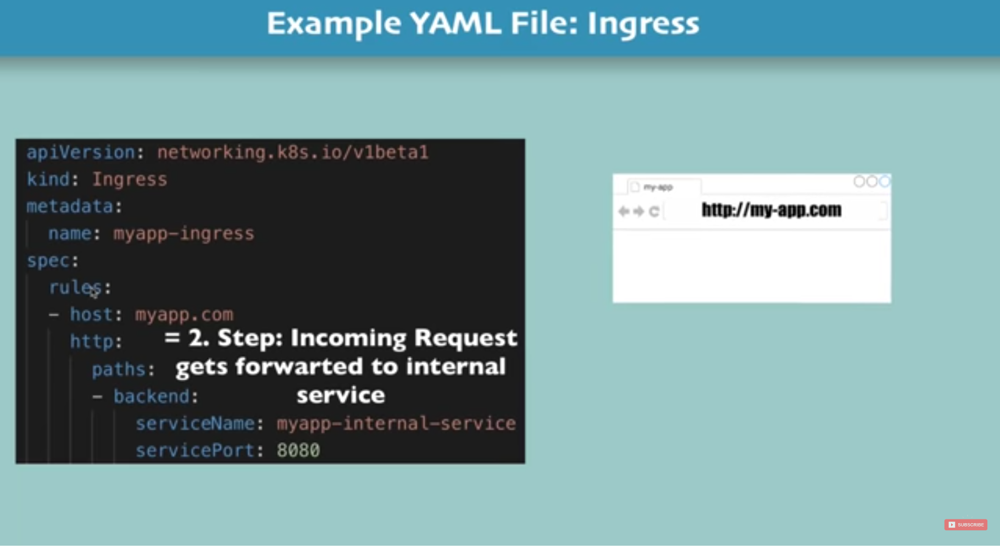 Example YAML File: Ingress
apiVersion: networking.k8s.io/v1beta1
kind: Ingress
metadata:
name: myapp-ingress
spec:
rules:
- host: myapp.com
http:
= 2. Step: Incoming Request
paths:
gets forwarted to internal
- backend:
service
serviceName: myapp-internal-service
servicePort: 8080
my-app
http://my-app.com
SUBSCRIBE